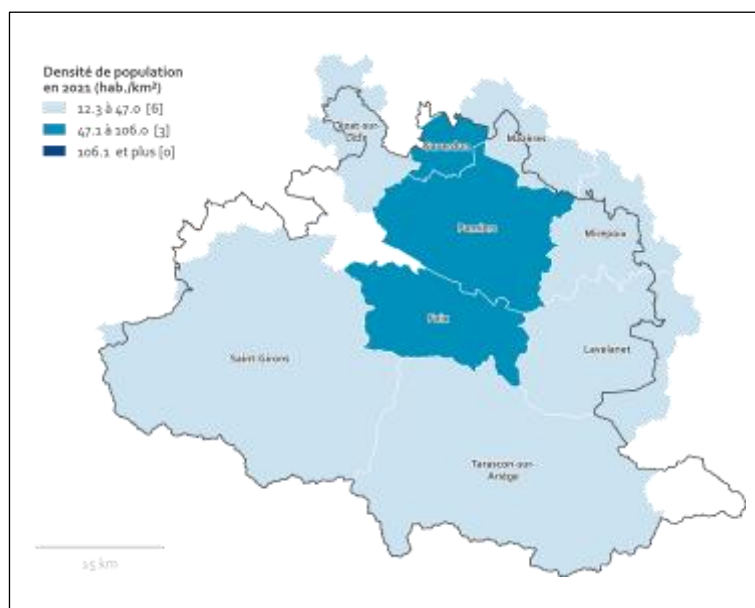 Densité de population
en 2021 (hab./km²)
12.3 à 47.0 [6]
47.1 à 106.0 [3]
106.1 et plus [0]
Mazères
Pamiers
Mirepoix
Foix
Saint-Girons
Lavelanet
Tarascon-sur-
Ariège
15 km